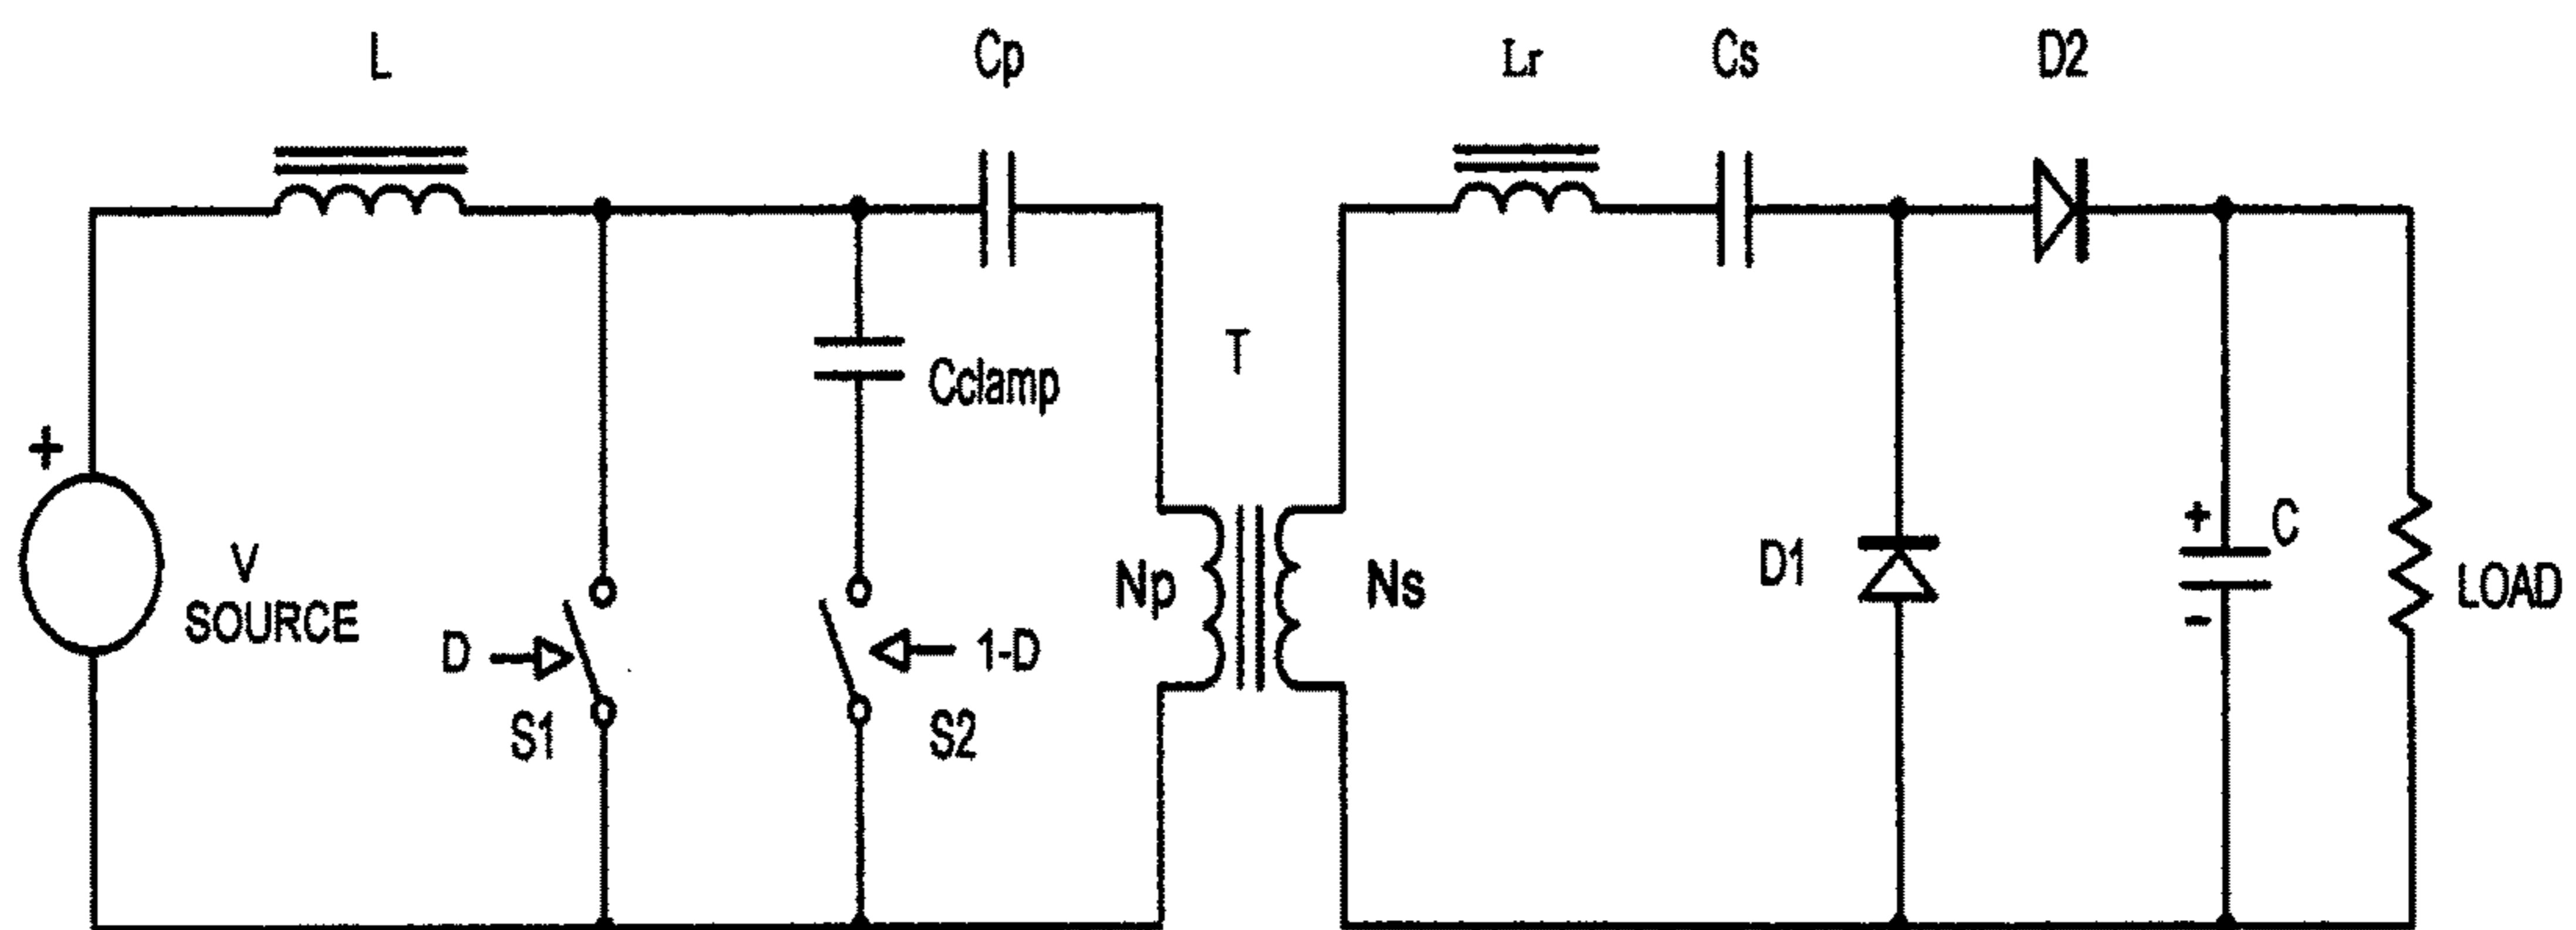 L
Cp
Lr
Cs
D2
T
Cclamp
+
V
SOURCE
D
S1
1-D
S2
Np
Ns
D1
+
C
-
LOAD